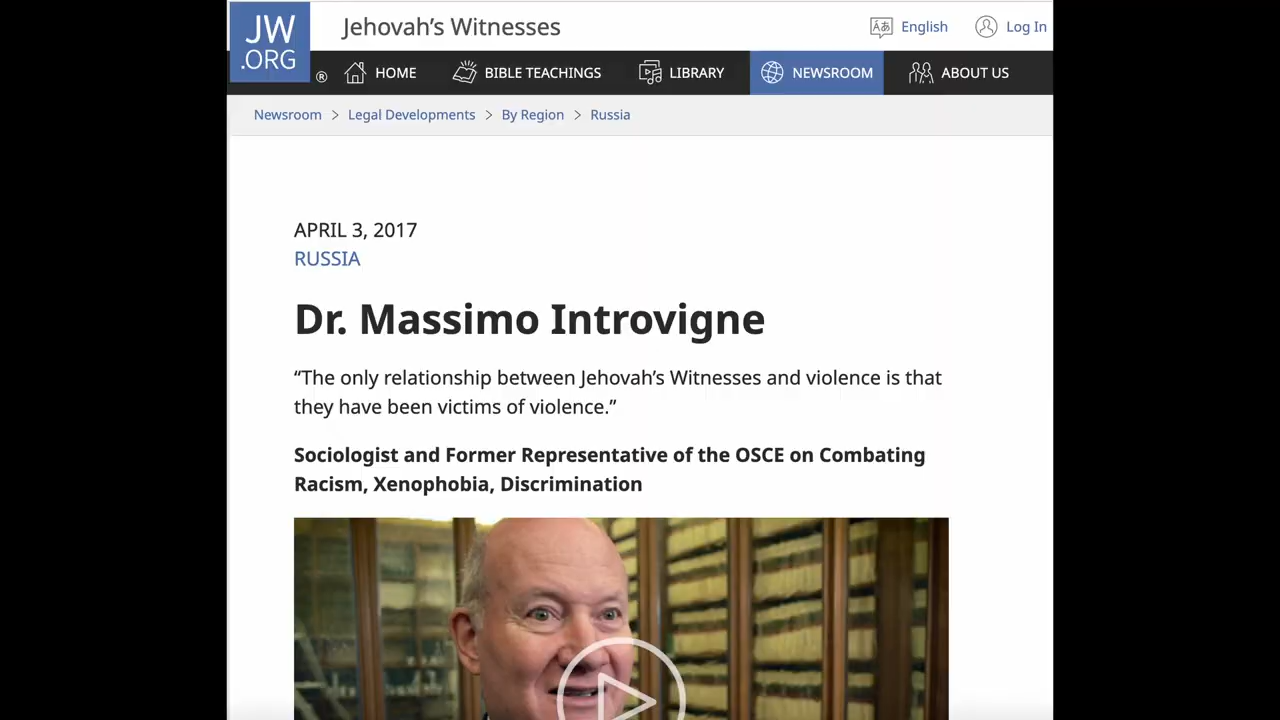 JW
.ORG
®
Jehovah’s Witnesses
English
Log In
HOME
BIBLE TEACHINGS
LIBRARY
NEWSROOM
ABOUT US
Newsroom > Legal Developments > By Region > Russia
APRIL 3, 2017
RUSSIA
Dr. Massimo Introvigne
“The only relationship between Jehovah’s Witnesses and violence is that
they have been victims of violence.”
Sociologist and Former Representative of the OSCE on Combating
Racism, Xenophobia, Discrimination